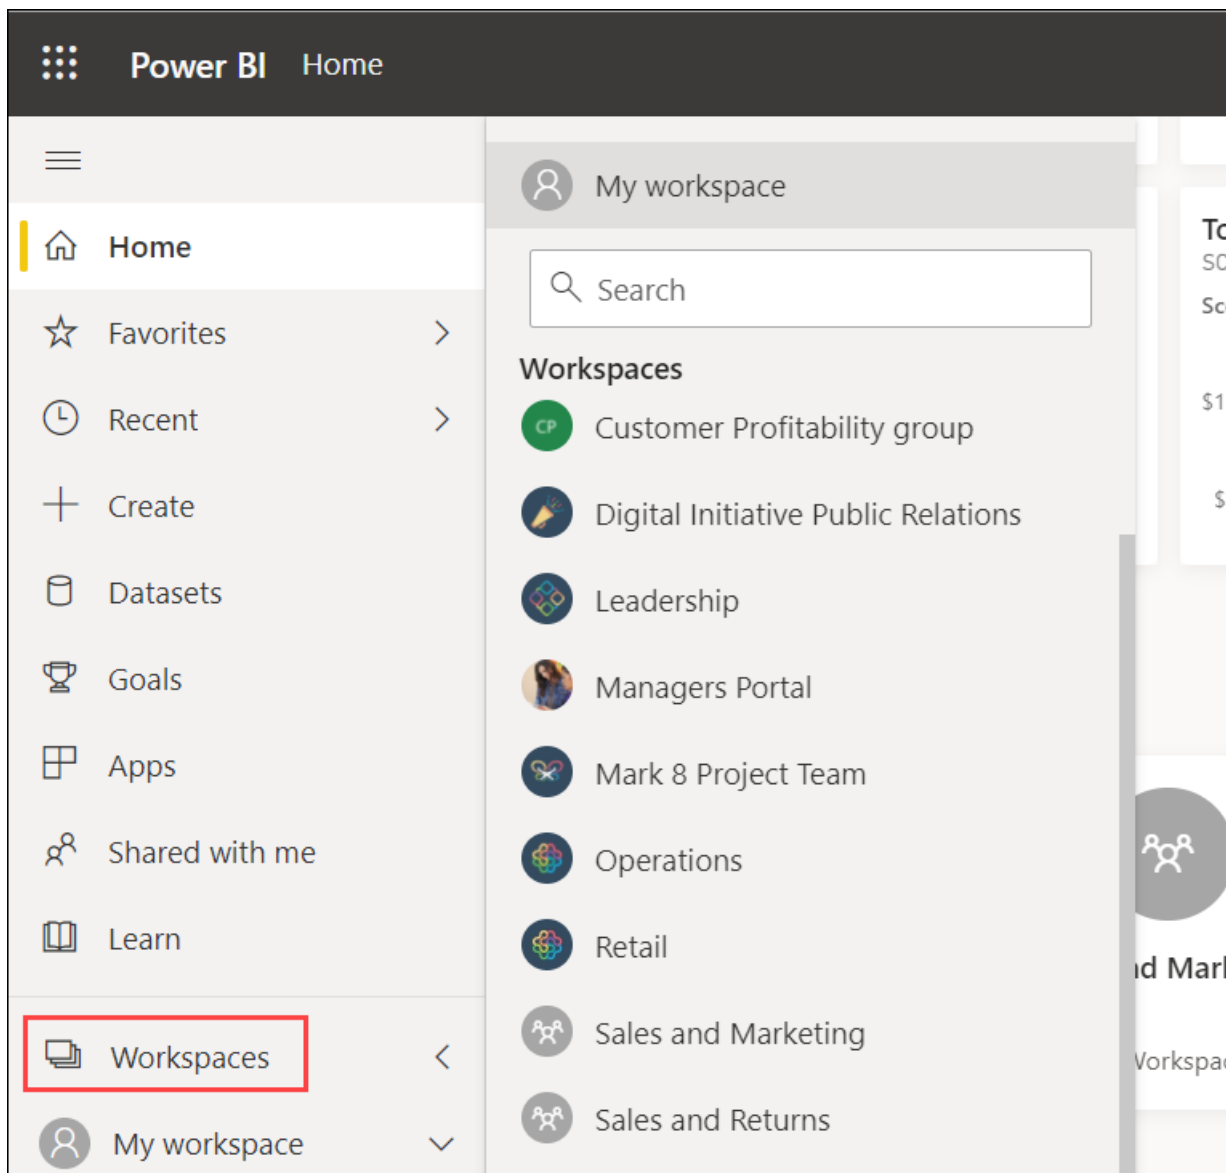 Power BI Home
Home
Favorites
Recent
Create
Datasets
Goals
Apps
Shared with me
Learn
Workspaces
My workspace
My workspace
Search
Workspaces
CP Customer Profitability group
Digital Initiative Public Relations
Leadership
Managers Portal
Mark 8 Project Team
Operations
Retail
Sales and Marketing
Sales and Returns
$1
$